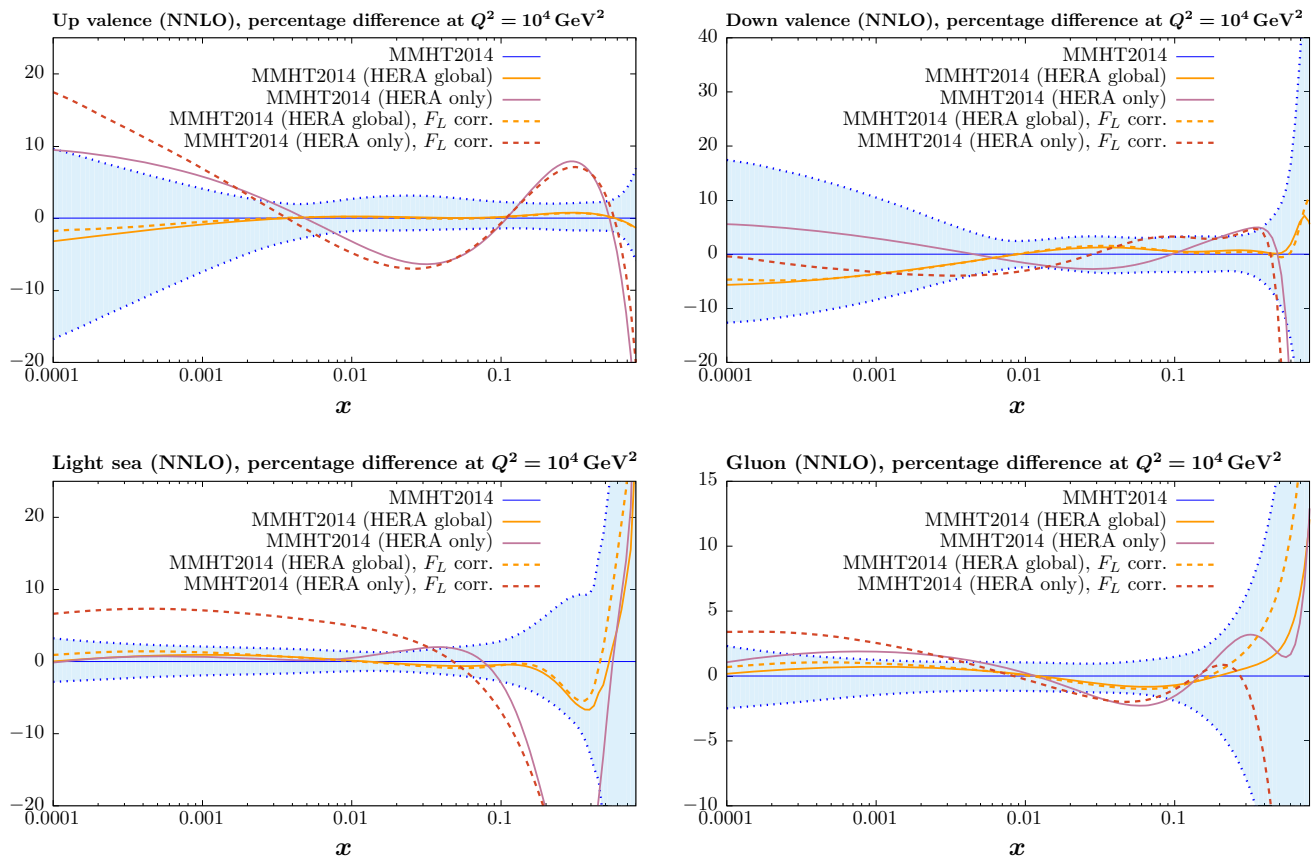 Up valence (NNLO), percentage difference at Q² = 10⁴ GeV²
MMHT2014
MMHT2014 (HERA global)
MMHT2014 (HERA only)
MMHT2014 (HERA global), F_L corr.
MMHT2014 (HERA only), F_L corr.
20
10
0
−10
−20
0.0001
0.001
0.01
0.1
x
Down valence (NNLO), percentage difference at Q² = 10⁴ GeV²
MMHT2014
MMHT2014 (HERA global)
MMHT2014 (HERA only)
MMHT2014 (HERA global), F_L corr.
MMHT2014 (HERA only), F_L corr.
40
30
20
10
0
−10
−20
0.0001
0.001
0.01
0.1
x
Light sea (NNLO), percentage difference at Q² = 10⁴ GeV²
MMHT2014
MMHT2014 (HERA global)
MMHT2014 (HERA only)
MMHT2014 (HERA global), F_L corr.
MMHT2014 (HERA only), F_L corr.
20
10
0
−10
−20
0.0001
0.001
0.01
0.1
x
Gluon (NNLO), percentage difference at Q² = 10⁴ GeV²
MMHT2014
MMHT2014 (HERA global)
MMHT2014 (HERA only)
MMHT2014 (HERA global), F_L corr.
MMHT2014 (HERA only), F_L corr.
15
10
5
0
−5
−10
0.0001
0.001
0.01
0.1
x